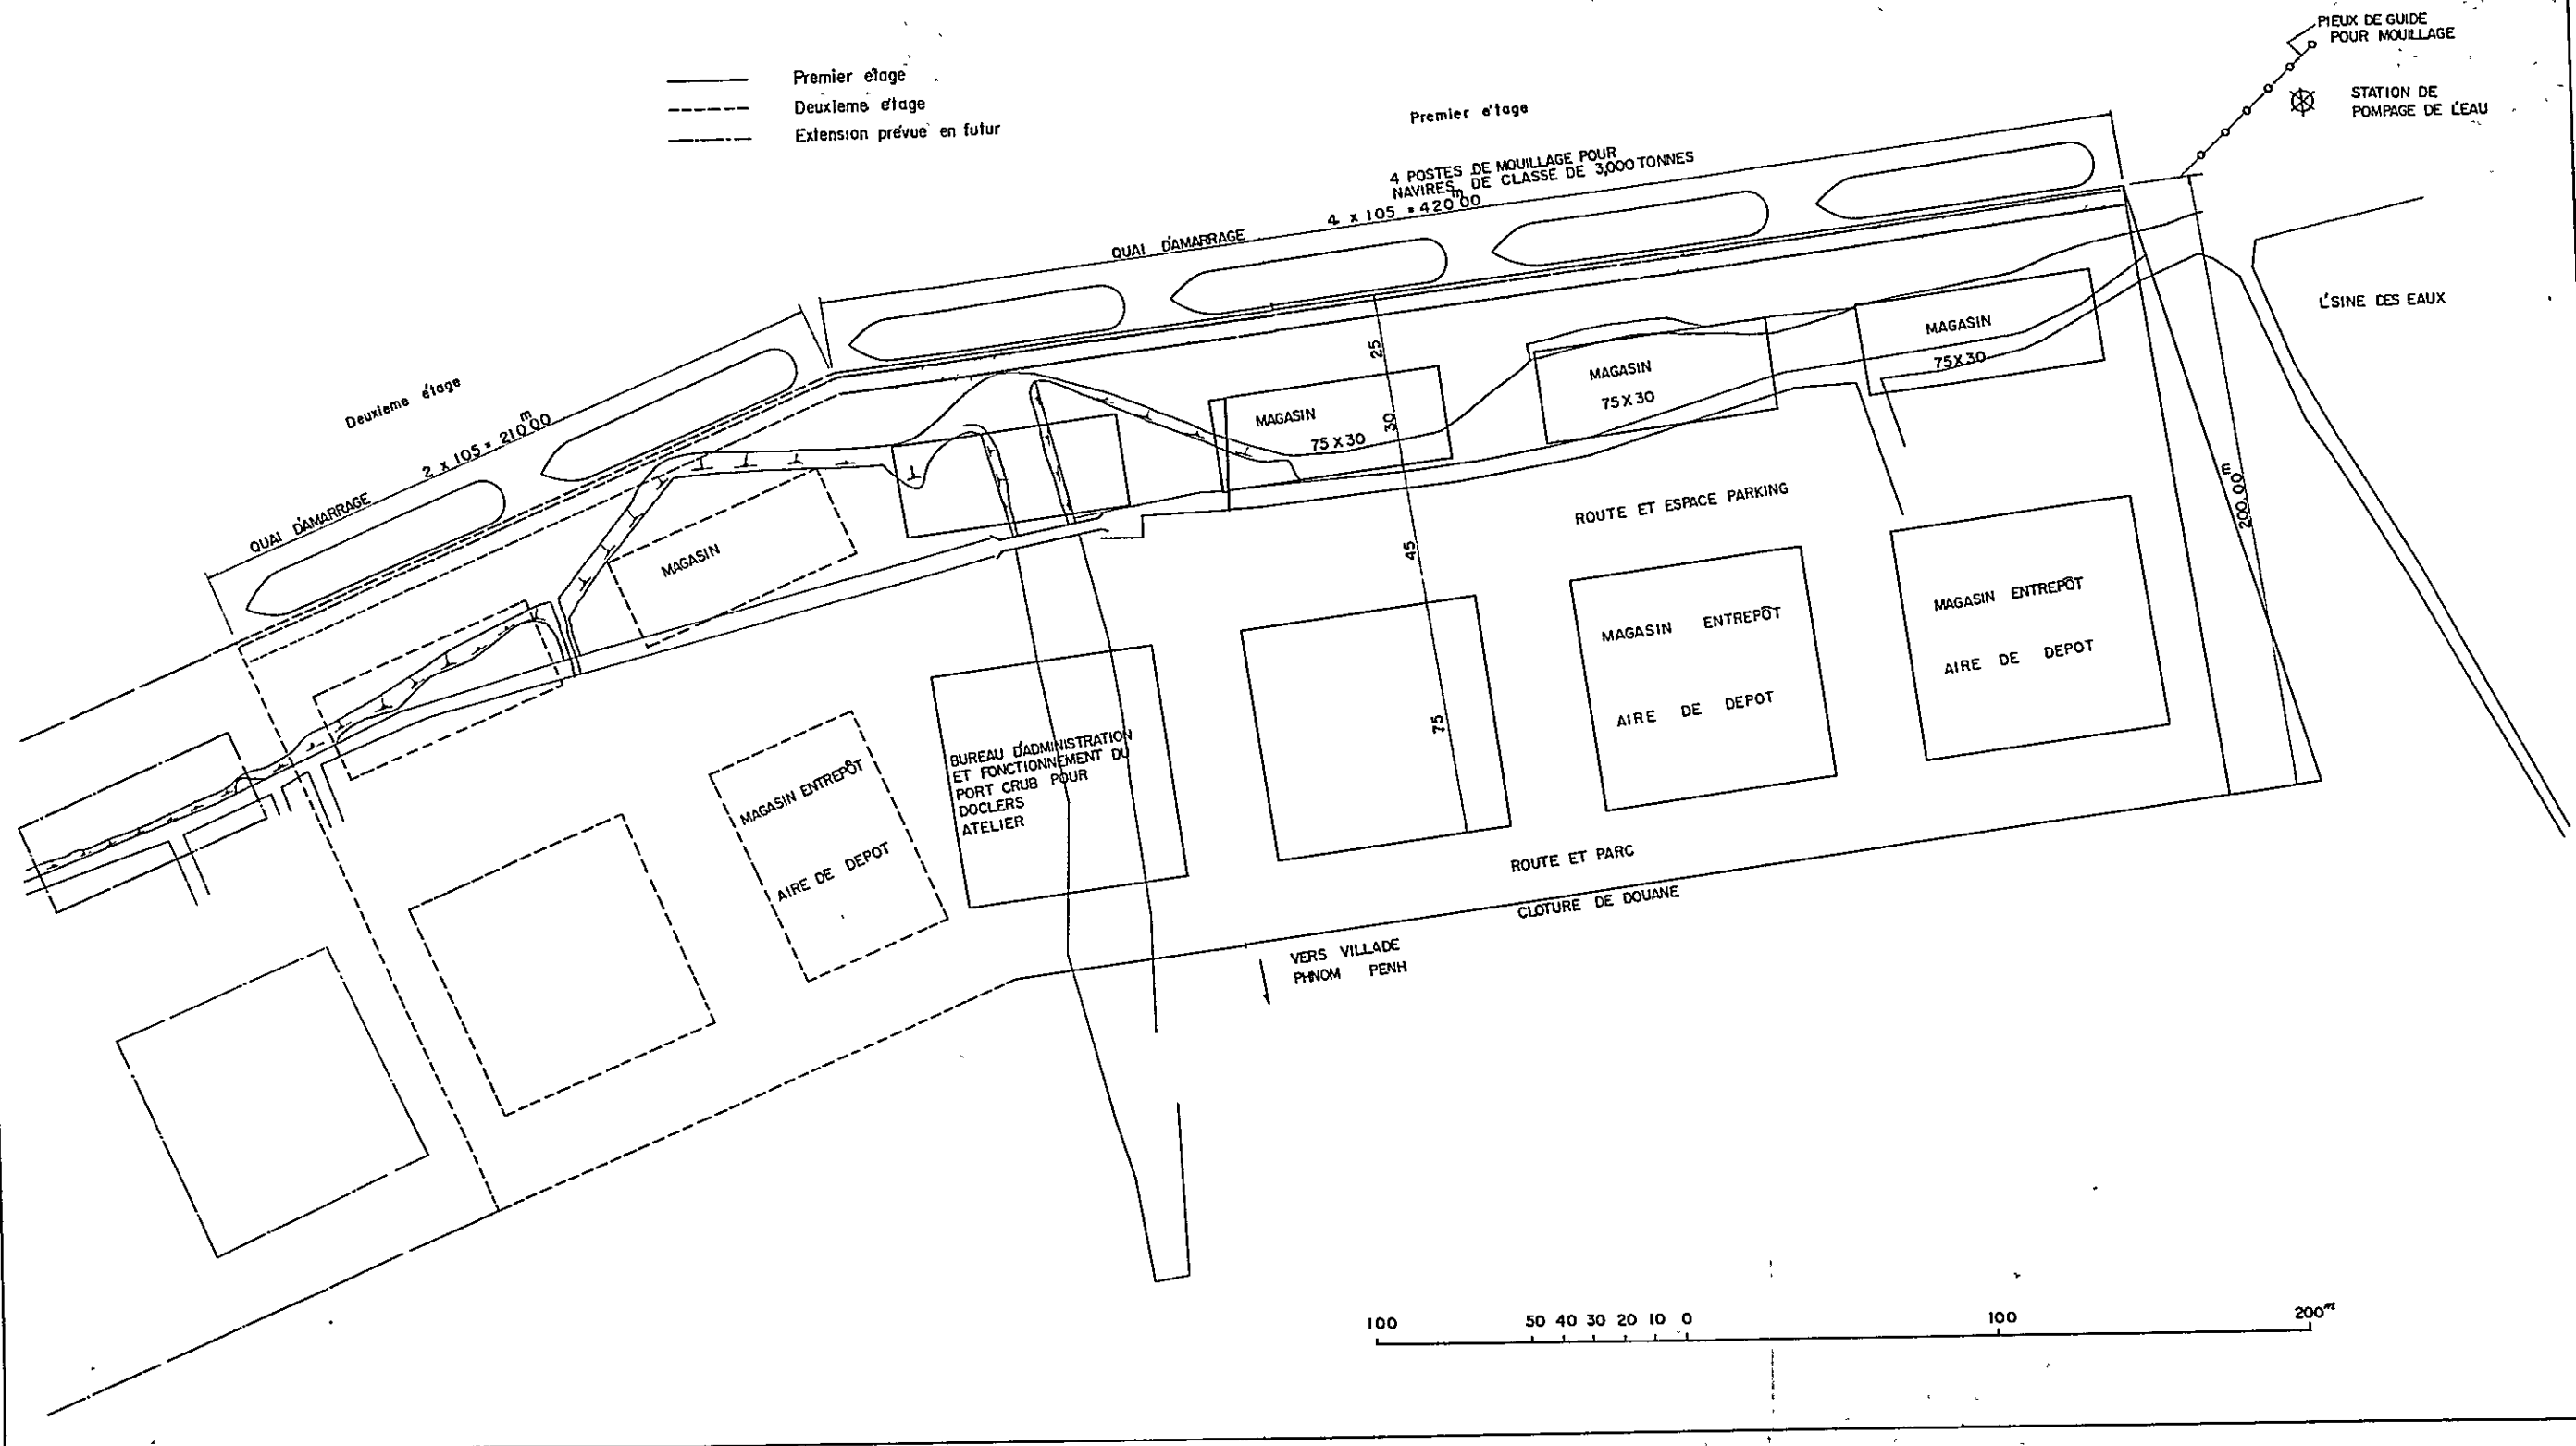 PIEUX DE GUIDE
POUR MOUILLAGE
STATION DE
POMPAGE DE L'EAU
Premier étage
Deuxieme étage
Extension prévue en futur
Premier étage
4 POSTES DE MOUILLAGE POUR
NAVIRES DE CLASSE DE 3,000 TONNES
4 x 105 = 420.00 m
QUAI D'AMARRAGE
L'SINE DES EAUX
Deuxieme étage
2 x 105 = 210.00 m
QUAI D'AMARRAGE
MAGASIN
75X30
MAGASIN
75 X 30
MAGASIN
75 X 30
MAGASIN
25
30
45
75
200.00 m
ROUTE ET ESPACE PARKING
MAGASIN ENTREPÔT
AIRE DE DEPOT
MAGASIN ENTREPÔT
AIRE DE DEPOT
BUREAU D'ADMINISTRATION
ET FONCTIONNEMENT DU
PORT CRUB POUR
DOCLERS
ATELIER
MAGASIN ENTREPÔT
AIRE DE DEPOT
ROUTE ET PARC
CLOTURE DE DOUANE
VERS VILLADE
PHNOM PENH
100 50 40 30 20 10 0 100 200m